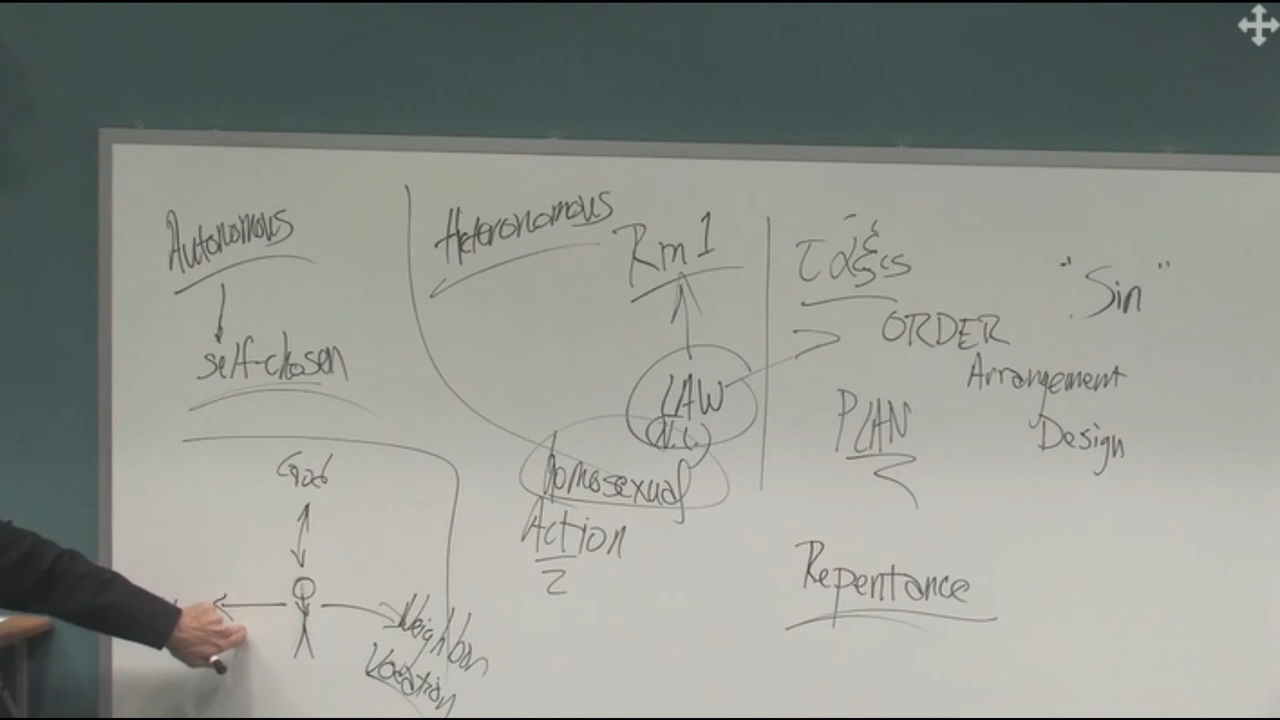 Autonomous
self-chosen
God
Neighbor
Vocation
Heteronomous
Rm 1
LAW
(N.L.)
homosexual
Action
τάξις
ORDER
Arrangement
Design
PLAN
"Sin"
Repentance